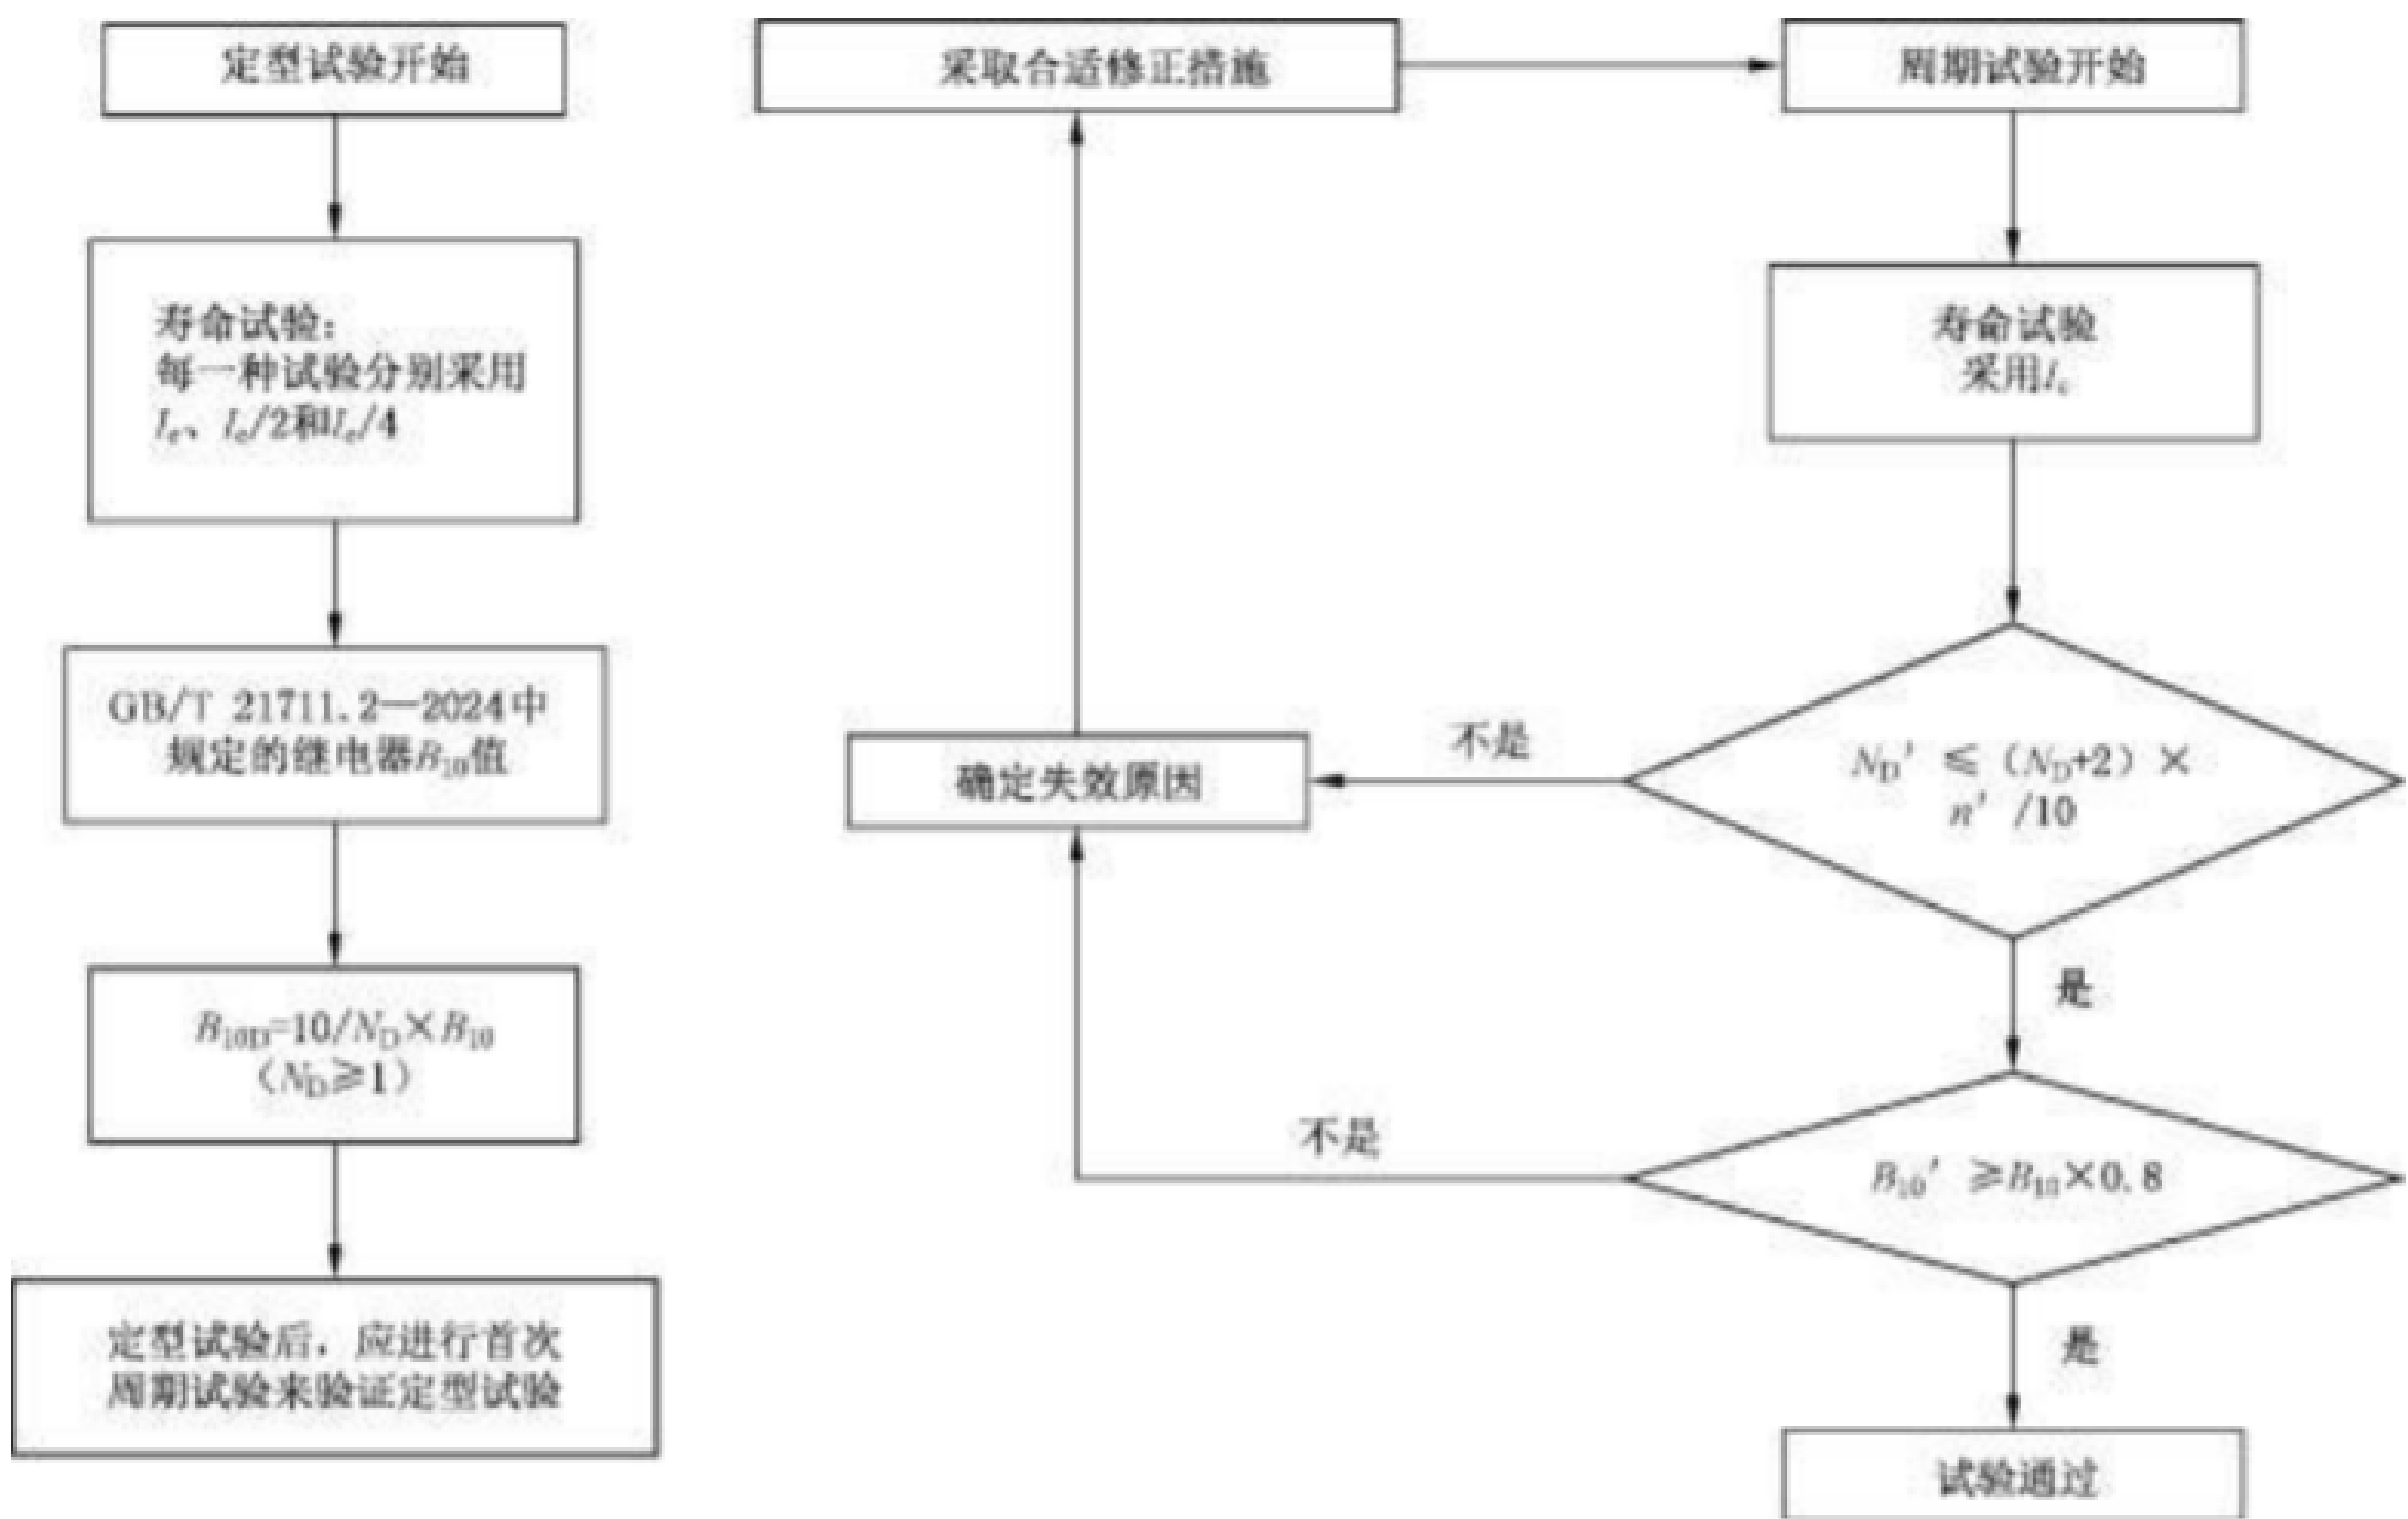 定型试验开始
寿命试验：
每一种试验分别采用
Ie、Ie/2和Ie/4
GB/T 21711.2—2024中
规定的继电器B10值
B10D=10/ND×B10
（ND≥1）
定型试验后，应进行首次
周期试验来验证定型试验
采取合适修正措施
确定失效原因
周期试验开始
寿命试验
采用Ie
ND′ ≤（ND+2）×
n′ /10
不是
是
B10′ ≥B10×0.8
不是
是
试验通过